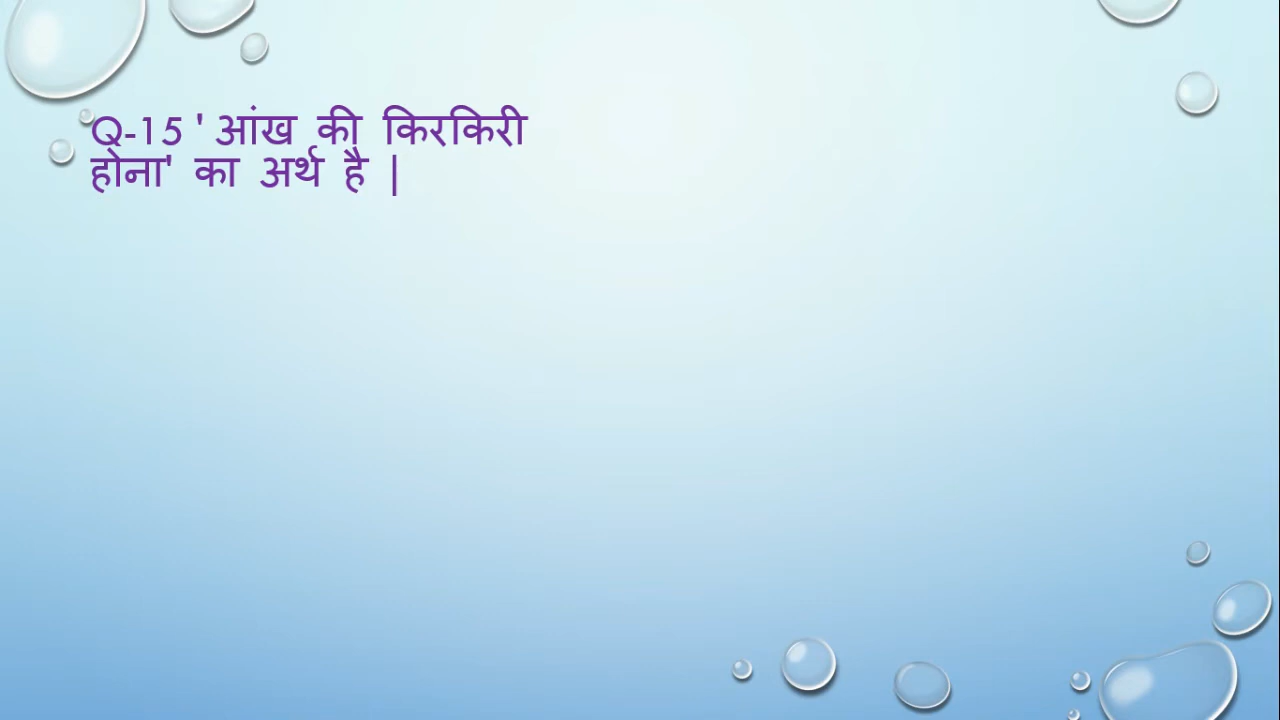 Q-15 ' आंख की किरकिरी
होना' का अर्थ है |